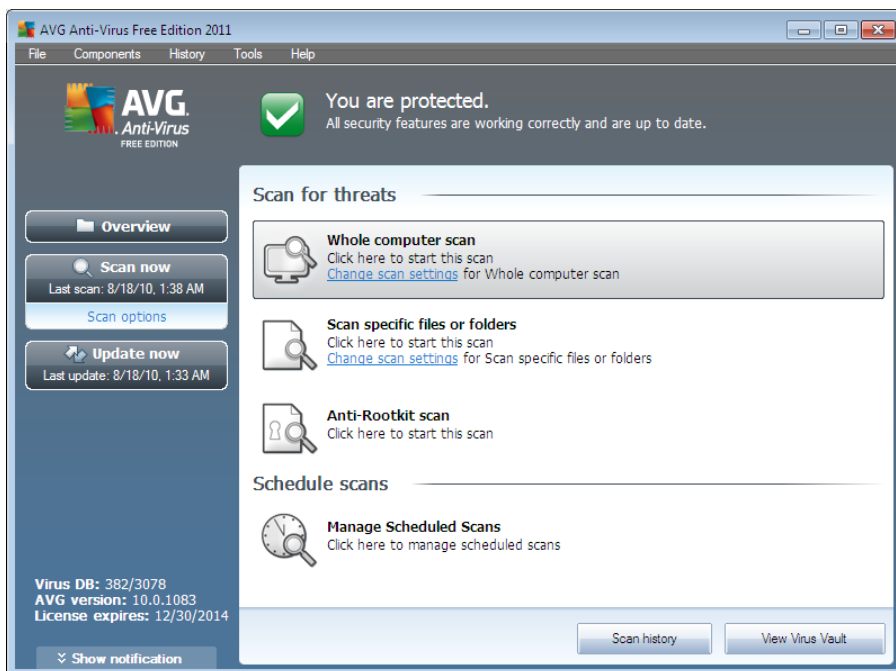 AVG Anti-Virus Free Edition 2011
File Components History Tools Help
AVG.
Anti-Virus
FREE EDITION
You are protected.
All security features are working correctly and are up to date.
Overview
Scan now
Last scan: 8/18/10, 1:38 AM
Scan options
Update now
Last update: 8/18/10, 1:33 AM
Scan for threats
Whole computer scan
Click here to start this scan
Change scan settings for Whole computer scan
Scan specific files or folders
Click here to start this scan
Change scan settings for Scan specific files or folders
Anti-Rootkit scan
Click here to start this scan
Schedule scans
Manage Scheduled Scans
Click here to manage scheduled scans
Virus DB: 382/3078
AVG version: 10.0.1083
License expires: 12/30/2014
Show notification
Scan history
View Virus Vault